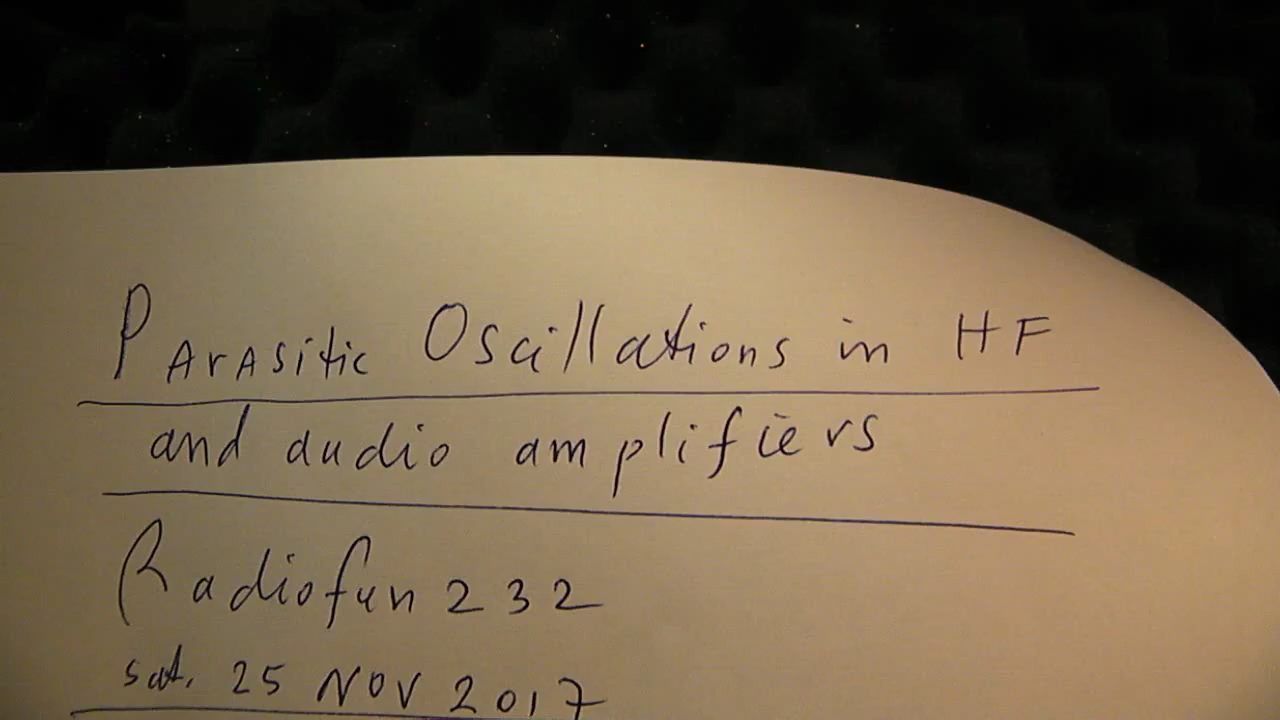 Parasitic Oscillations in HF
and audio amplifiers
Radiofun 232
sat. 25 NOV 2017